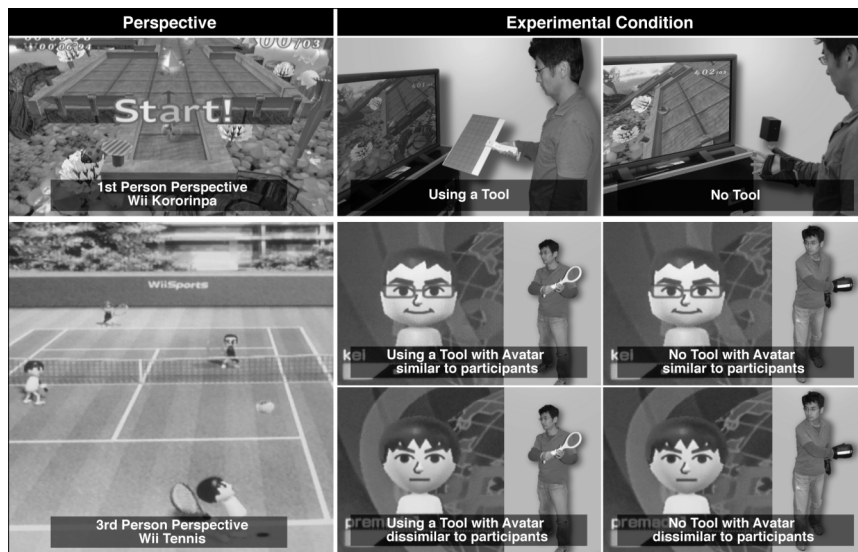 Perspective
Experimental Condition
Start!
1st Person Perspective
Wii Kororinpa
Using a Tool
No Tool
WiiSports
3rd Person Perspective
Wii Tennis
kei
Using a Tool with Avatar
similar to participants
kei
No Tool with Avatar
similar to participants
Using a Tool with Avatar
dissimilar to participants
No Tool with Avatar
dissimilar to participants